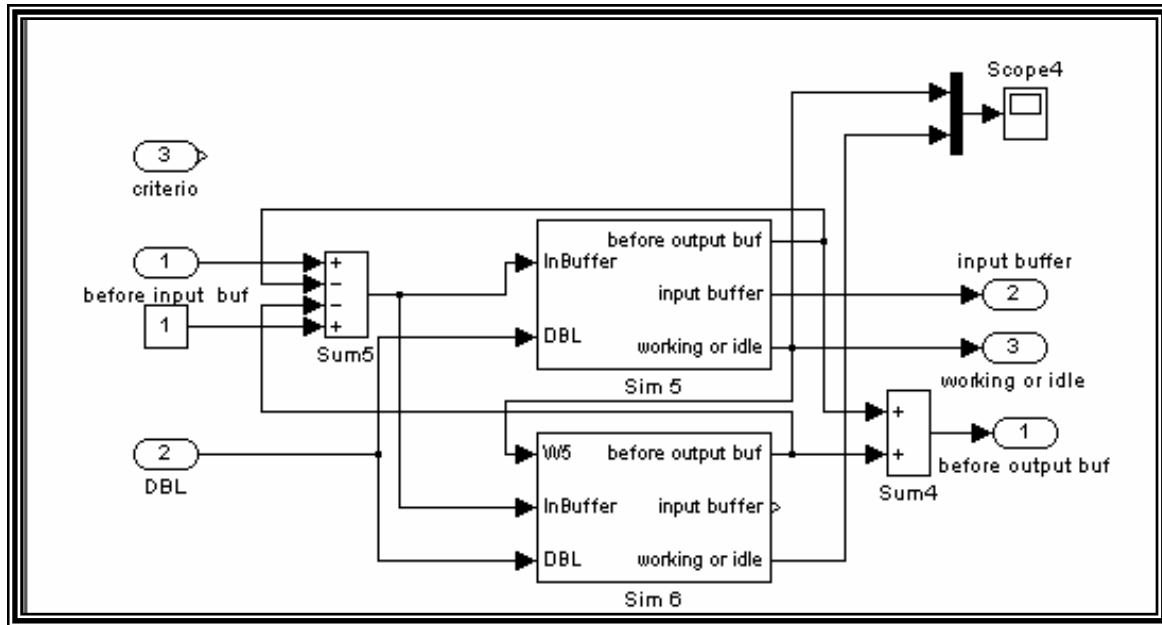 Scope4
3
criterio
1
before input buf
1
+
−
−
+
Sum5
2
DBL
before output buf
InBuffer
input buffer
DBL
working or idle
Sim 5
W5
before output buf
InBuffer
input buffer
DBL
working or idle
Sim 6
input buffer
2
3
working or idle
+
+
Sum4
1
before output buf